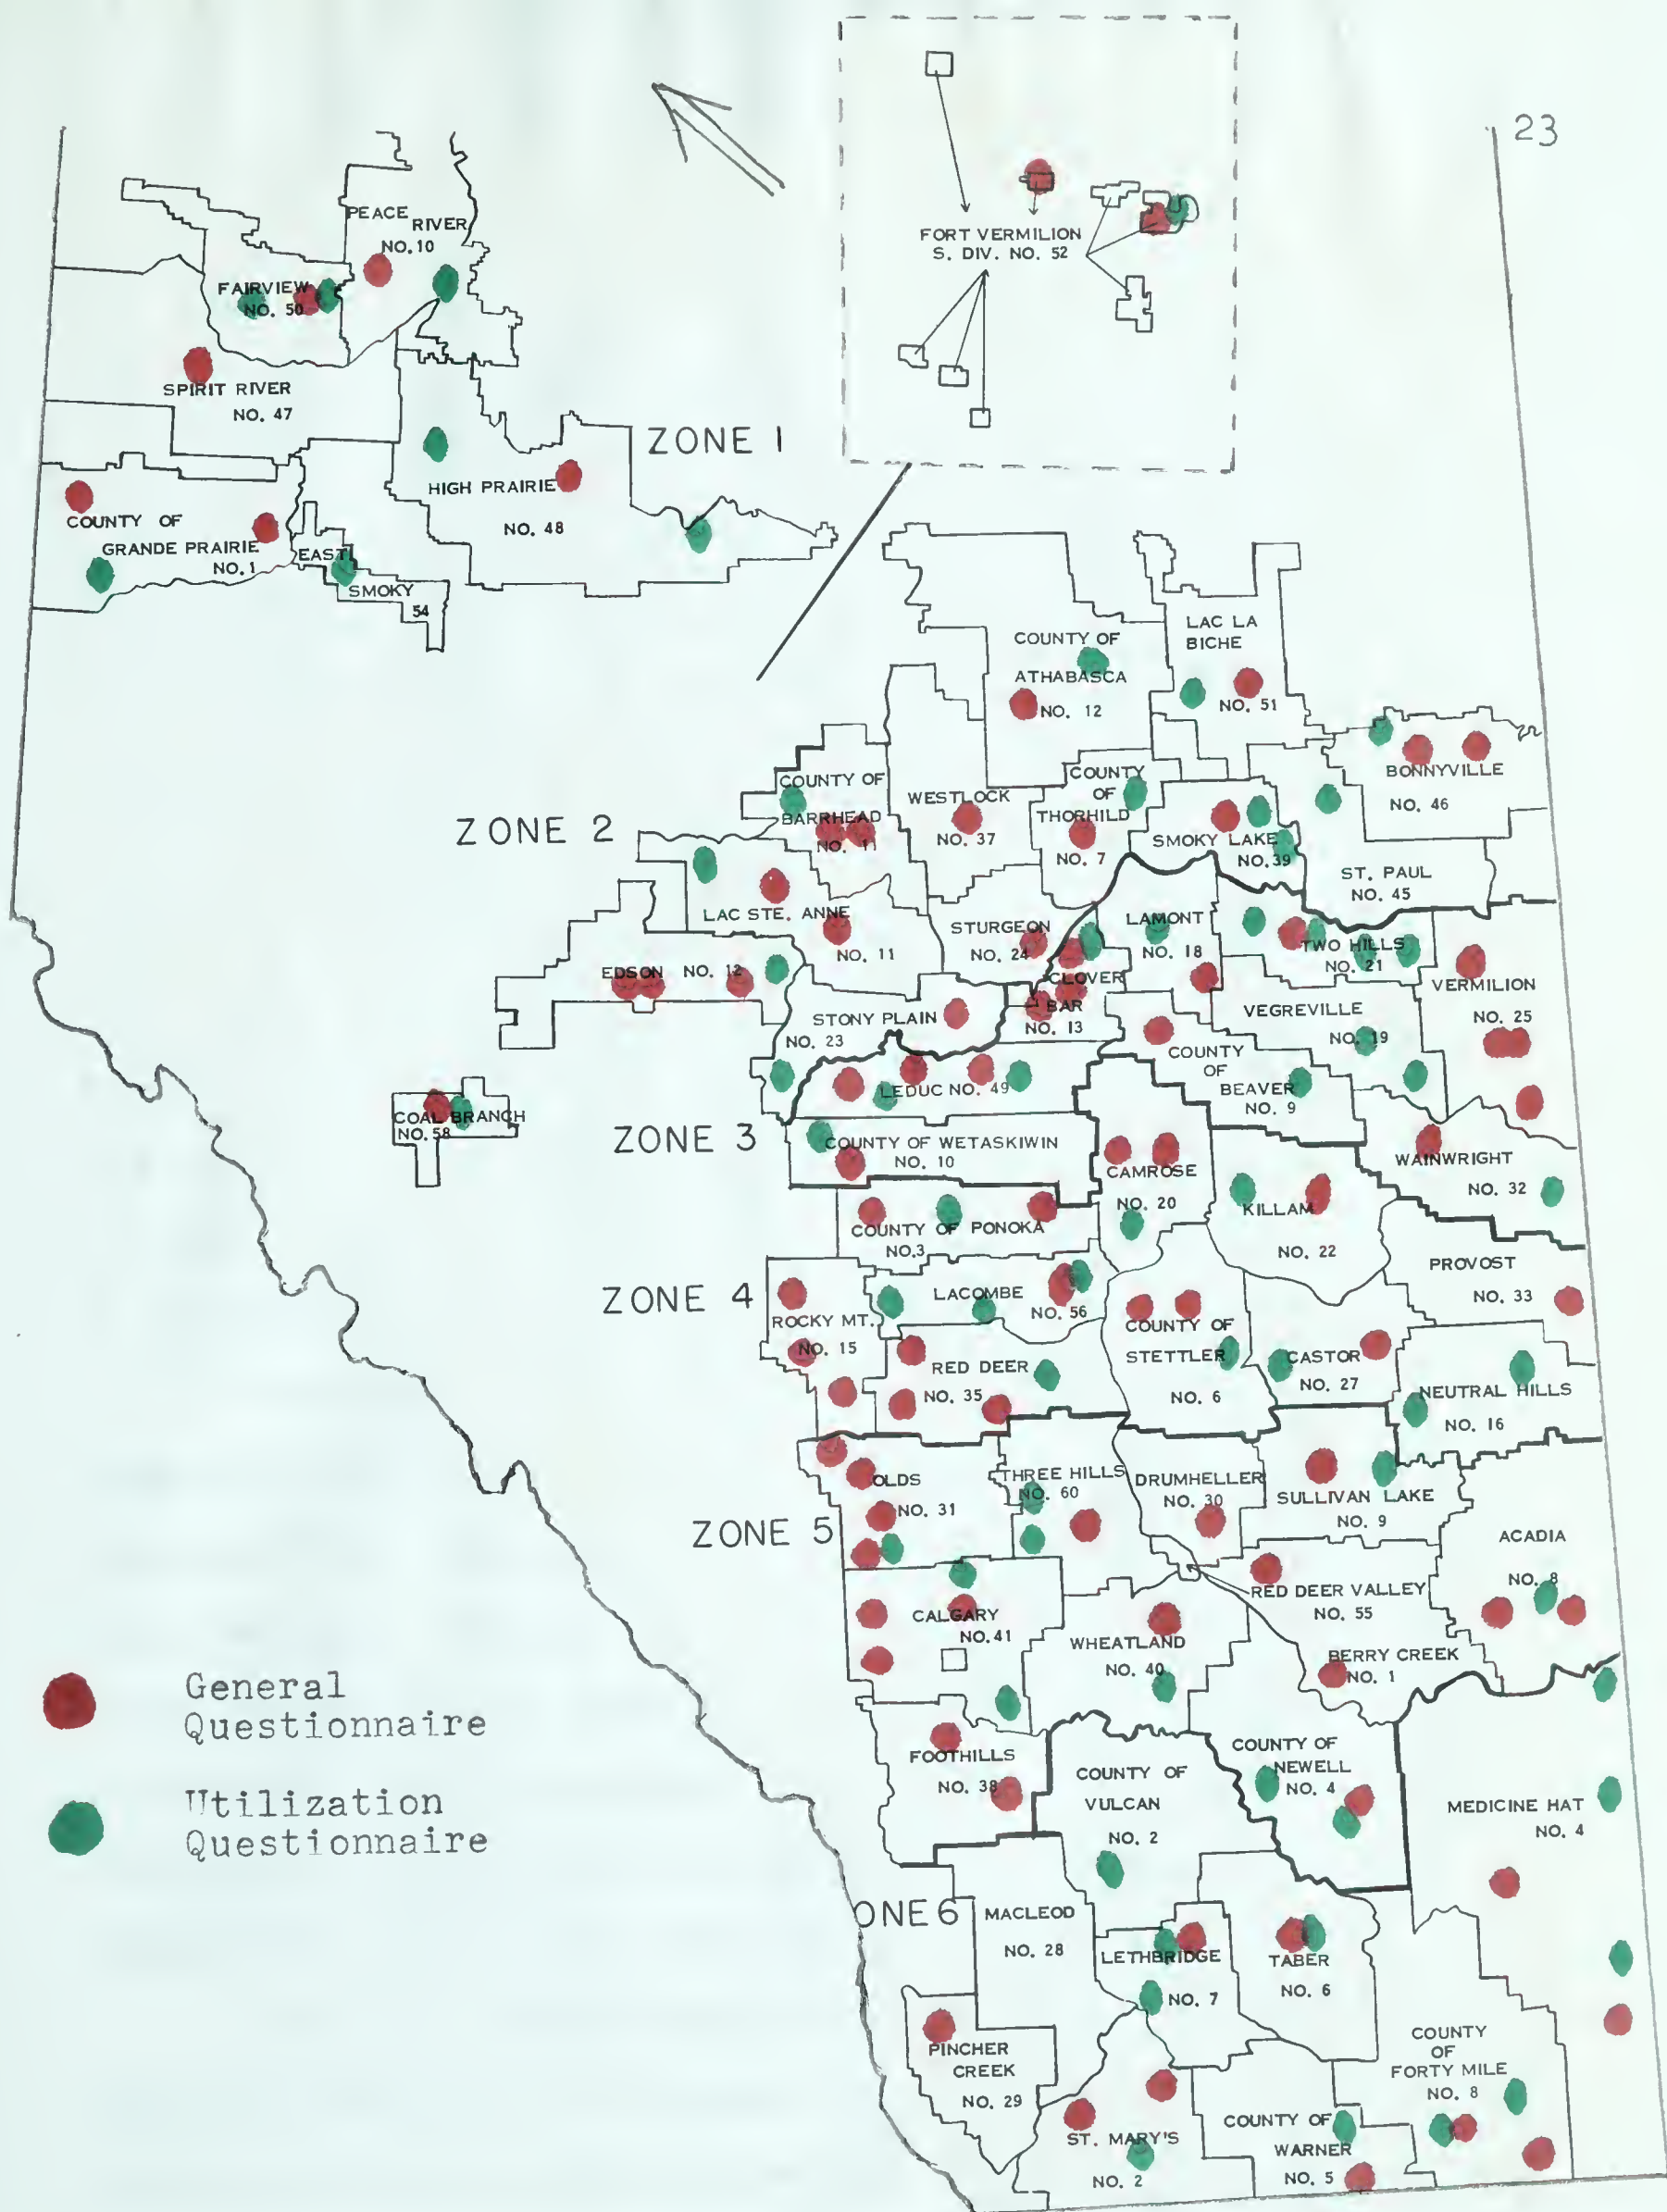 23
FORT VERMILION
S. DIV. NO. 52
PEACE RIVER
NO. 10
FAIRVIEW
NO. 50
SPIRIT RIVER
NO. 47
ZONE 1
HIGH PRAIRIE
NO. 48
COUNTY OF
GRANDE PRAIRIE
NO. 1
EAST
SMOKY
54
COUNTY OF
ATHABASCA
NO. 12
LAC LA
BICHE
NO. 51
BONNYVILLE
NO. 46
ZONE 2
COUNTY OF
BARRHEAD
NO. 11
WESTLOCK
NO. 37
COUNTY
OF
THORHILD
NO. 7
SMOKY LAKE
NO. 39
ST. PAUL
NO. 45
LAC STE. ANNE
NO. 11
STURGEON
NO. 24
LAMONT
NO. 18
TWO HILLS
NO. 21
VERMILION
NO. 25
EDSON NO. 12
CLOVER
BAR
NO. 13
STONY PLAIN
NO. 23
VEGREVILLE
NO. 19
COUNTY
OF
BEAVER
NO. 9
LEDUC NO. 49
COAL BRANCH
NO. 58
ZONE 3
COUNTY OF WETASKIWIN
NO. 10
CAMROSE
NO. 20
WAINWRIGHT
NO. 32
KILLAM
NO. 22
COUNTY OF PONOKA
NO. 3
PROVOST
NO. 33
ZONE 4
LACOMBE
NO. 56
ROCKY MT.
NO. 15
COUNTY OF
STETTLER
NO. 6
RED DEER
NO. 35
CASTOR
NO. 27
NEUTRAL HILLS
NO. 16
OLDS
NO. 31
THREE HILLS
NO. 60
DRUMHELLER
NO. 30
SULLIVAN LAKE
NO. 9
ZONE 5
ACADIA
NO. 8
RED DEER VALLEY
NO. 55
CALGARY
NO. 41
WHEATLAND
NO. 40
BERRY CREEK
NO. 1
General
Questionnaire
FOOTHILLS
NO. 38
COUNTY OF
VULCAN
NO. 2
COUNTY OF
NEWELL
NO. 4
MEDICINE HAT
NO. 4
Utilization
Questionnaire
ONE 6
MACLEOD
NO. 28
LETHBRIDGE
NO. 7
TABER
NO. 6
PINCHER
CREEK
NO. 29
COUNTY
OF
FORTY MILE
NO. 8
ST. MARY'S
NO. 2
COUNTY OF
WARNER
NO. 5